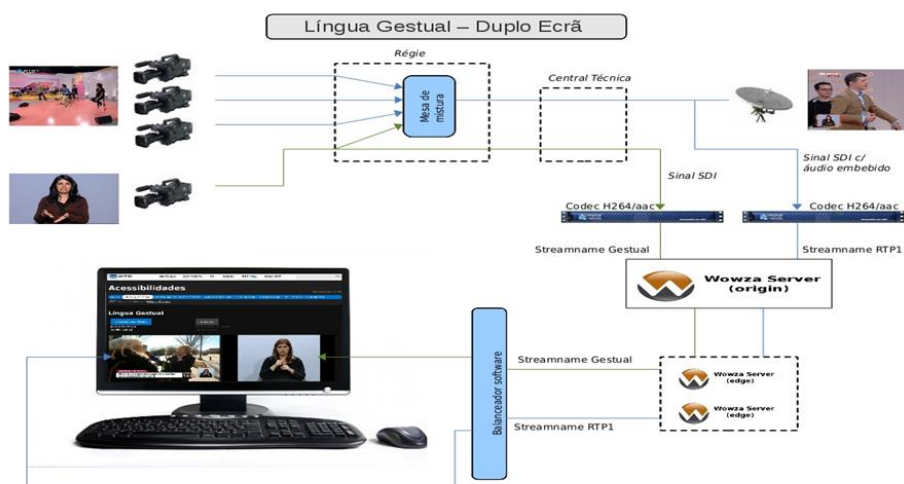 Língua Gestual – Duplo Ecrã
Régie
Mesa de
mistura
Central Técnica
Sinal SDI
Sinal SDI c/
áudio embebido
Codec H264/aac
Codec H264/aac
Streamname Gestual
Streamname RTP1
Wowza Server
(origin)
Acessibilidades
Língua Gestual
Balanceador software
Streamname Gestual
Streamname RTP1
Wowza Server
(edge)
Wowza Server
(edge)